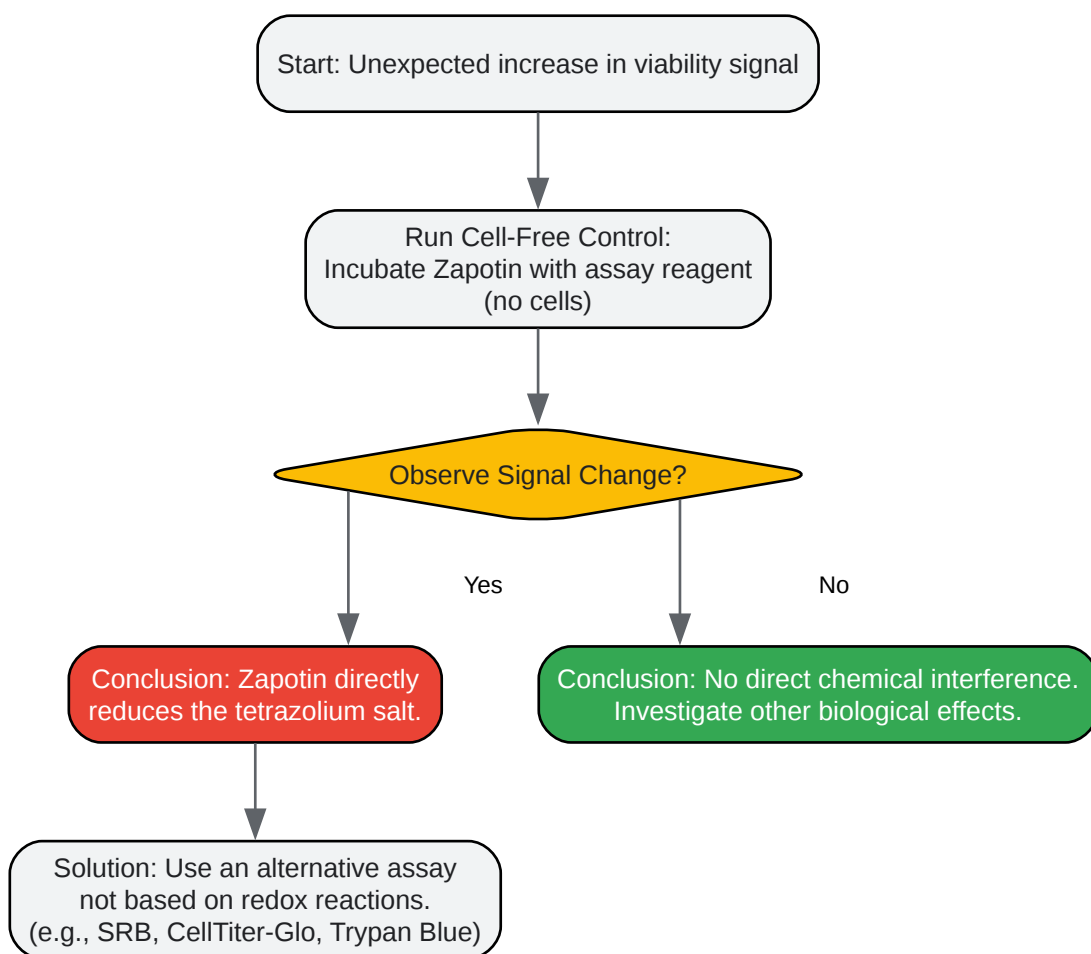 Start: Unexpected increase in viability signal
Run Cell-Free Control:
Incubate Zapotin with assay reagent
(no cells)
Observe Signal Change?
Yes
No
Conclusion: Zapotin directly
reduces the tetrazolium salt.
Conclusion: No direct chemical interference.
Investigate other biological effects.
Solution: Use an alternative assay
not based on redox reactions.
(e.g., SRB, CellTiter-Glo, Trypan Blue)